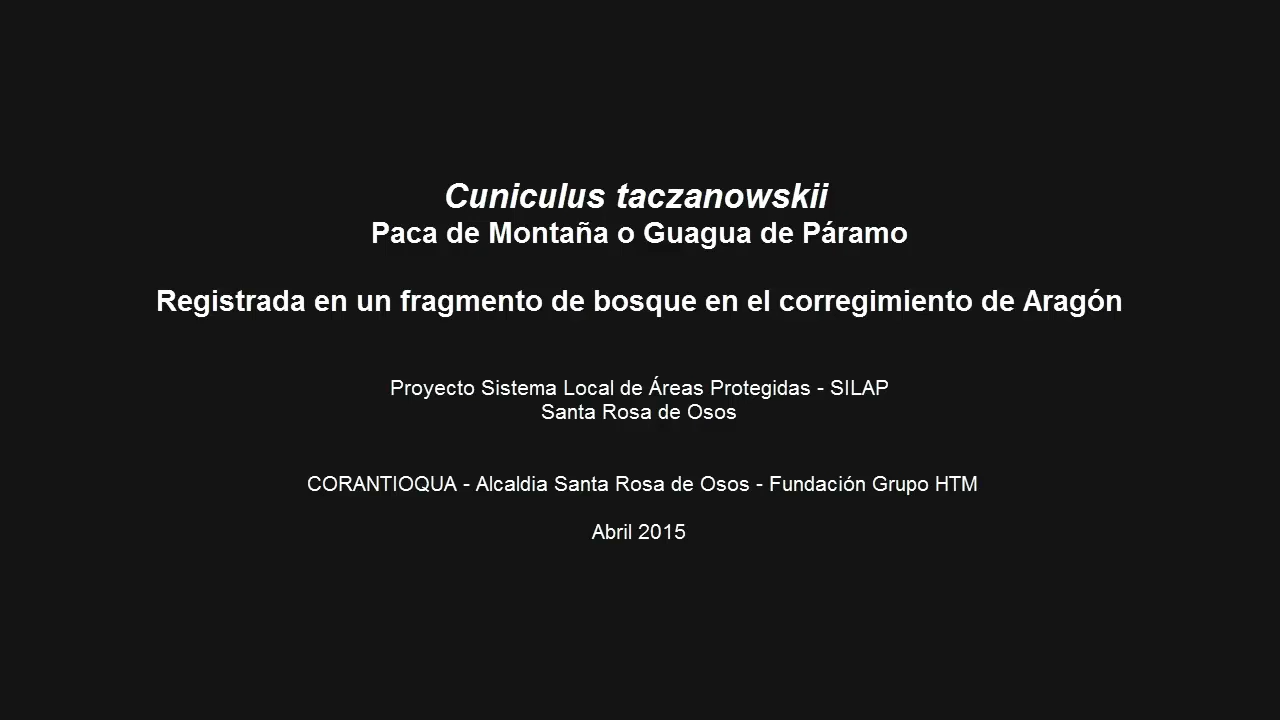 Cuniculus taczanowskii
Paca de Montaña o Guagua de Páramo
Registrada en un fragmento de bosque en el corregimiento de Aragón
Proyecto Sistema Local de Áreas Protegidas - SILAP
Santa Rosa de Osos
CORANTIOQUA - Alcaldia Santa Rosa de Osos - Fundación Grupo HTM
Abril 2015